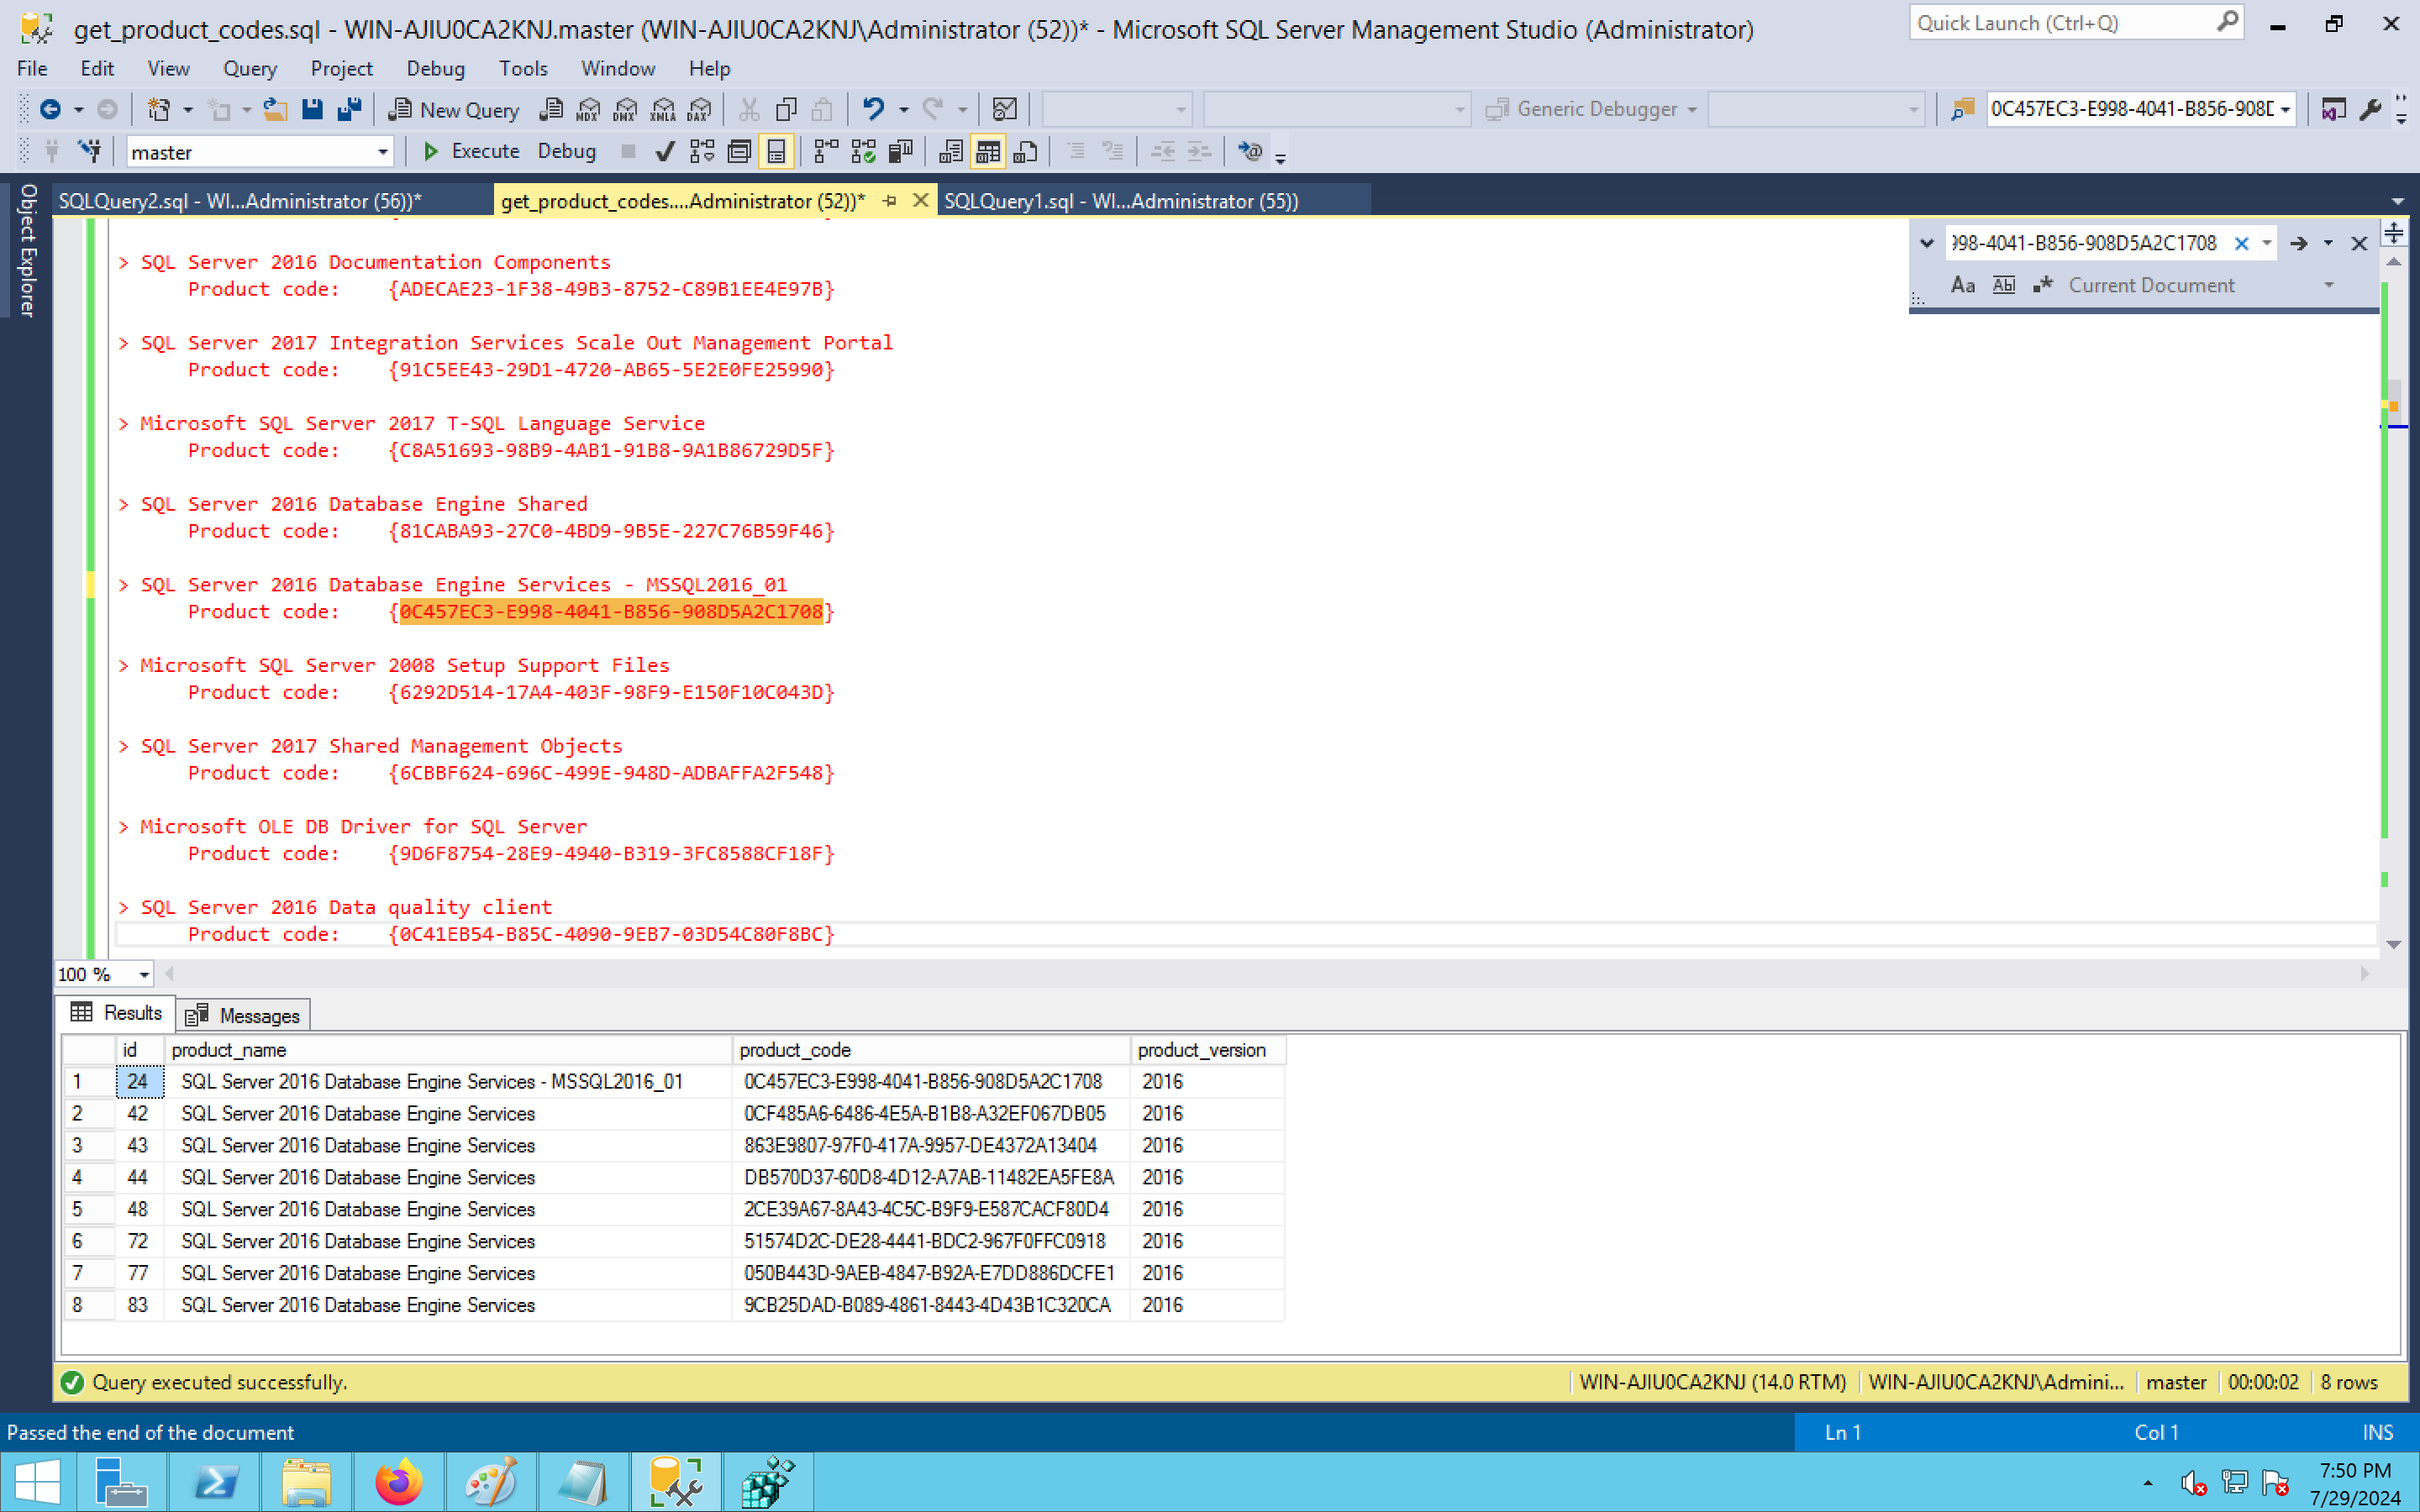 get_product_codes.sql - WIN-AJIU0CA2KNJ.master (WIN-AJIU0CA2KNJ\Administrator (52))* - Microsoft SQL Server Management Studio (Administrator)
Quick Launch (Ctrl+Q)
File Edit View Query Project Debug Tools Window Help
New Query MDX DMX XMLA DAX Generic Debugger 0C457EC3-E998-4041-B856-908D
master Execute Debug
Object Explorer
SQLQuery2.sql - WI...Administrator (56))* get_product_codes....Administrator (52))* SQLQuery1.sql - WI...Administrator (55))
998-4041-B856-908D5A2C1708
Aa Abl Current Document
> SQL Server 2016 Documentation Components
Product code: {ADECAE23-1F38-49B3-8752-C89B1EE4E97B}
> SQL Server 2017 Integration Services Scale Out Management Portal
Product code: {91C5EE43-29D1-4720-AB65-5E2E0FE25990}
> Microsoft SQL Server 2017 T-SQL Language Service
Product code: {C8A51693-98B9-4AB1-91B8-9A1B86729D5F}
> SQL Server 2016 Database Engine Shared
Product code: {81CABA93-27C0-4BD9-9B5E-227C76B59F46}
> SQL Server 2016 Database Engine Services - MSSQL2016_01
Product code: {0C457EC3-E998-4041-B856-908D5A2C1708}
> Microsoft SQL Server 2008 Setup Support Files
Product code: {6292D514-17A4-403F-98F9-E150F10C043D}
> SQL Server 2017 Shared Management Objects
Product code: {6CBBF624-696C-499E-948D-ADBAFFA2F548}
> Microsoft OLE DB Driver for SQL Server
Product code: {9D6F8754-28E9-4940-B319-3FC8588CF18F}
> SQL Server 2016 Data quality client
Product code: {0C41EB54-B85C-4090-9EB7-03D54C80F8BC}
100 %
Results Messages
id product_name product_code product_version
1 24 SQL Server 2016 Database Engine Services - MSSQL2016_01 0C457EC3-E998-4041-B856-908D5A2C1708 2016
2 42 SQL Server 2016 Database Engine Services 0CF485A6-6486-4E5A-B1B8-A32EF067DB05 2016
3 43 SQL Server 2016 Database Engine Services 863E9807-97F0-417A-9957-DE4372A13404 2016
4 44 SQL Server 2016 Database Engine Services DB570D37-60D8-4D12-A7AB-11482EA5FE8A 2016
5 48 SQL Server 2016 Database Engine Services 2CE39A67-8A43-4C5C-B9F9-E587CACF80D4 2016
6 72 SQL Server 2016 Database Engine Services 51574D2C-DE28-4441-BDC2-967F0FFC0918 2016
7 77 SQL Server 2016 Database Engine Services 050B443D-9AEB-4847-B92A-E7DD886DCFE1 2016
8 83 SQL Server 2016 Database Engine Services 9CB25DAD-B089-4861-8443-4D43B1C320CA 2016
Query executed successfully. WIN-AJIU0CA2KNJ (14.0 RTM) WIN-AJIU0CA2KNJ\Admini... master 00:00:02 8 rows
Passed the end of the document Ln 1 Col 1 INS
7:50 PM
7/29/2024